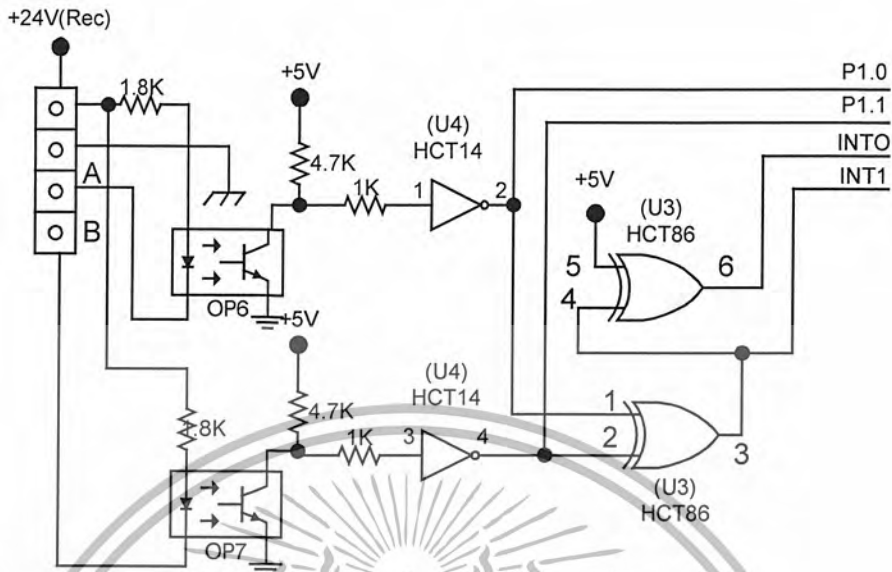 +24V(Rec)
1.8K
+5V
4.7K
(U4)
HCT14
1K
1
2
A
B
OP6
P1.0
P1.1
INTO
INT1
+5V
(U3)
HCT86
5
4
6
+5V
4.7K
(U4)
HCT14
1K
3
4
1.8K
OP7
1
2
3
(U3)
HCT86